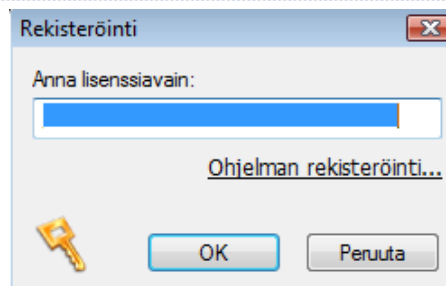 Rekisteröinti
Anna lisenssiavain:
Ohjelman rekisteröinti...
OK Peruuta